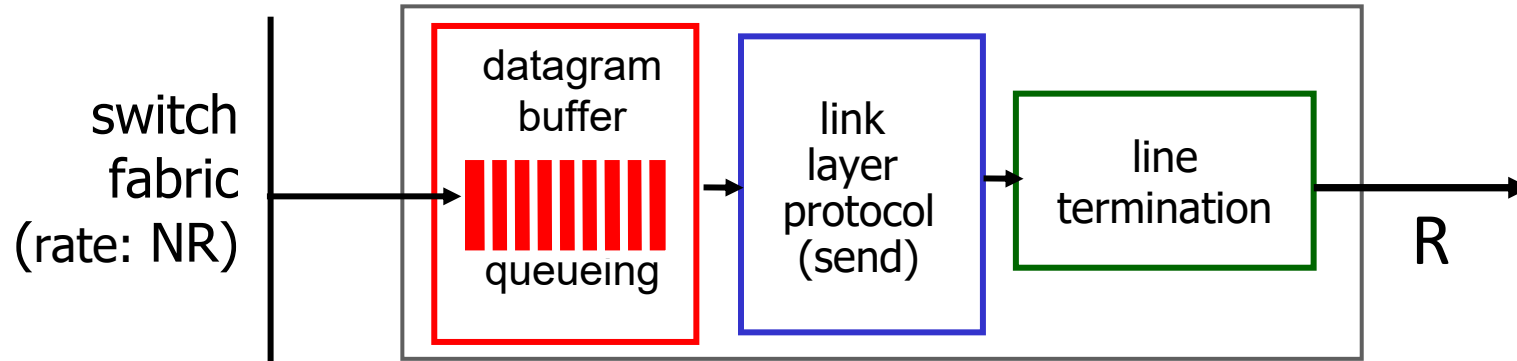 switch
fabric
(rate: NR)
datagram
buffer
queueing
link
layer
protocol
(send)
line
termination
R